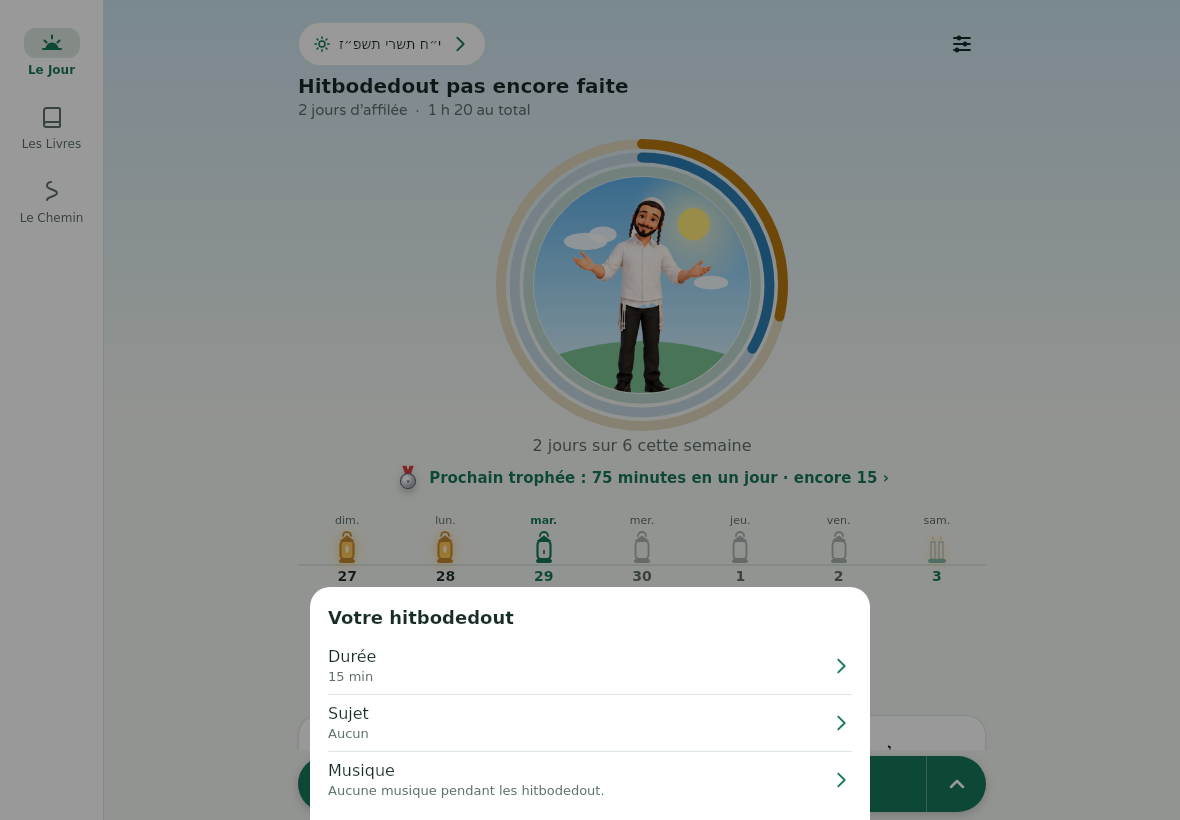 Le Jour
Les Livres
Le Chemin
י״ח תשרי תשפ״ז
Hitbodedout pas encore faite
2 jours d'affilée · 1 h 20 au total
2 jours sur 6 cette semaine
Prochain trophée : 75 minutes en un jour · encore 15 ›
dim. lun. mar. mer. jeu. ven. sam.
27 28 29 30 1 2 3
Votre hitbodedout
Durée
15 min
Sujet
Aucun
Musique
Aucune musique pendant les hitbodedout.